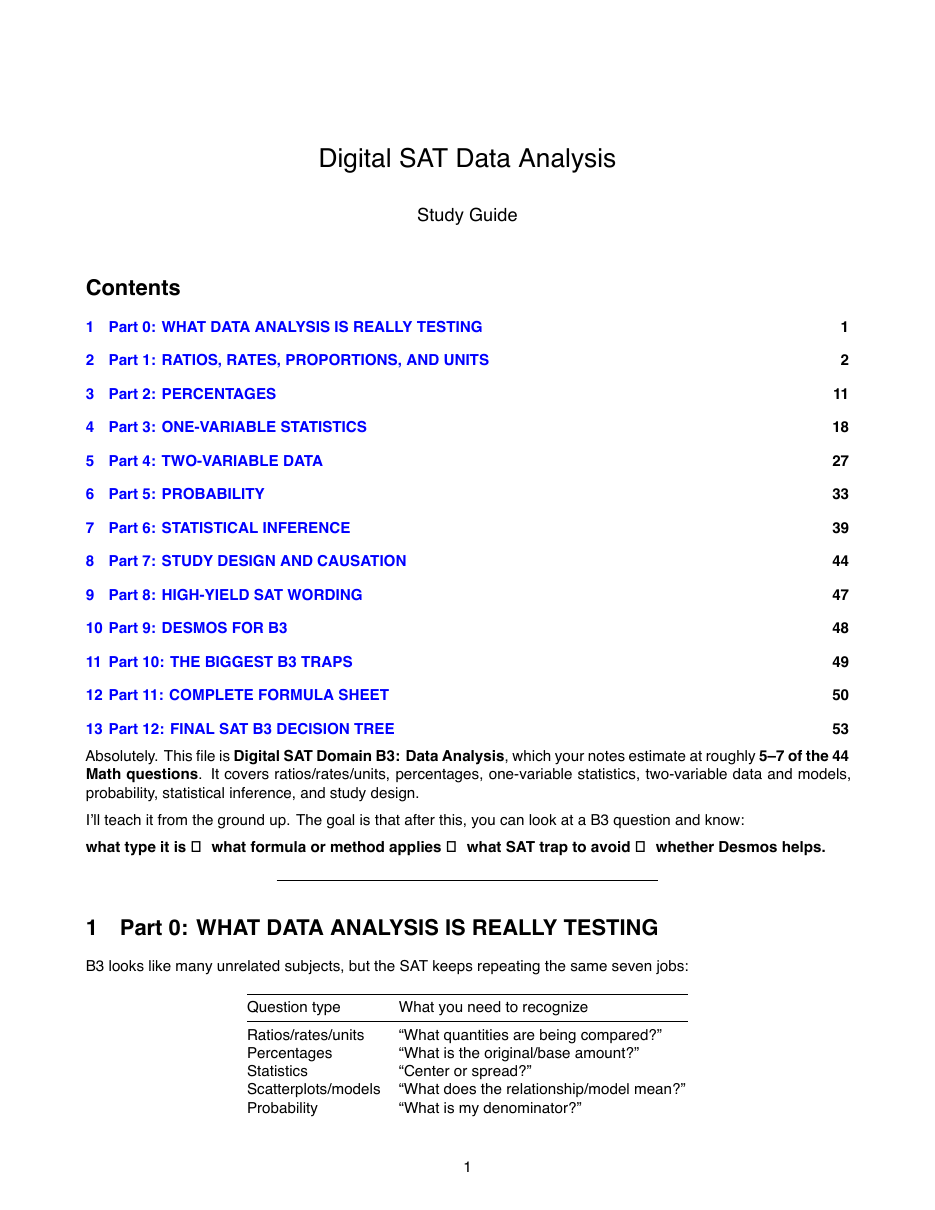 Digital SAT Data Analysis
Study Guide
Contents
1 Part 0: WHAT DATA ANALYSIS IS REALLY TESTING 1
2 Part 1: RATIOS, RATES, PROPORTIONS, AND UNITS 2
3 Part 2: PERCENTAGES 11
4 Part 3: ONE-VARIABLE STATISTICS 18
5 Part 4: TWO-VARIABLE DATA 27
6 Part 5: PROBABILITY 33
7 Part 6: STATISTICAL INFERENCE 39
8 Part 7: STUDY DESIGN AND CAUSATION 44
9 Part 8: HIGH-YIELD SAT WORDING 47
10 Part 9: DESMOS FOR B3 48
11 Part 10: THE BIGGEST B3 TRAPS 49
12 Part 11: COMPLETE FORMULA SHEET 50
13 Part 12: FINAL SAT B3 DECISION TREE 53
Absolutely. This file is Digital SAT Domain B3: Data Analysis, which your notes estimate at roughly 5–7 of the 44
Math questions. It covers ratios/rates/units, percentages, one-variable statistics, two-variable data and models,
probability, statistical inference, and study design.
I'll teach it from the ground up. The goal is that after this, you can look at a B3 question and know:
what type it is □ what formula or method applies □ what SAT trap to avoid □ whether Desmos helps.
1 Part 0: WHAT DATA ANALYSIS IS REALLY TESTING
B3 looks like many unrelated subjects, but the SAT keeps repeating the same seven jobs:
Question type What you need to recognize
Ratios/rates/units “What quantities are being compared?”
Percentages “What is the original/base amount?”
Statistics “Center or spread?”
Scatterplots/models “What does the relationship/model mean?”
Probability “What is my denominator?”
1